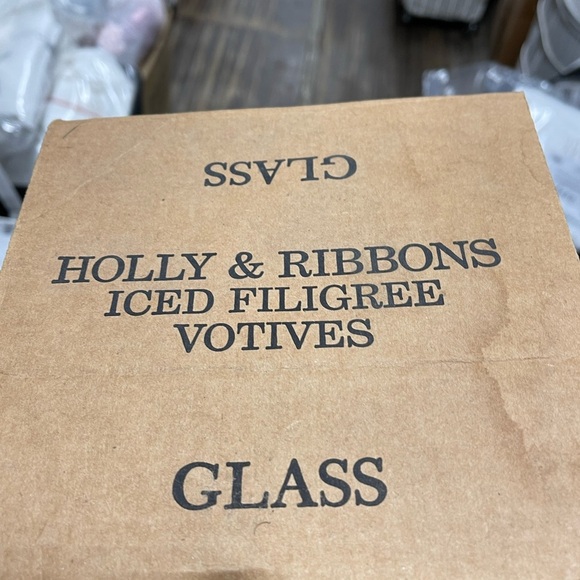 GLASS
HOLLY & RIBBONS
ICED FILIGREE
VOTIVES
GLASS